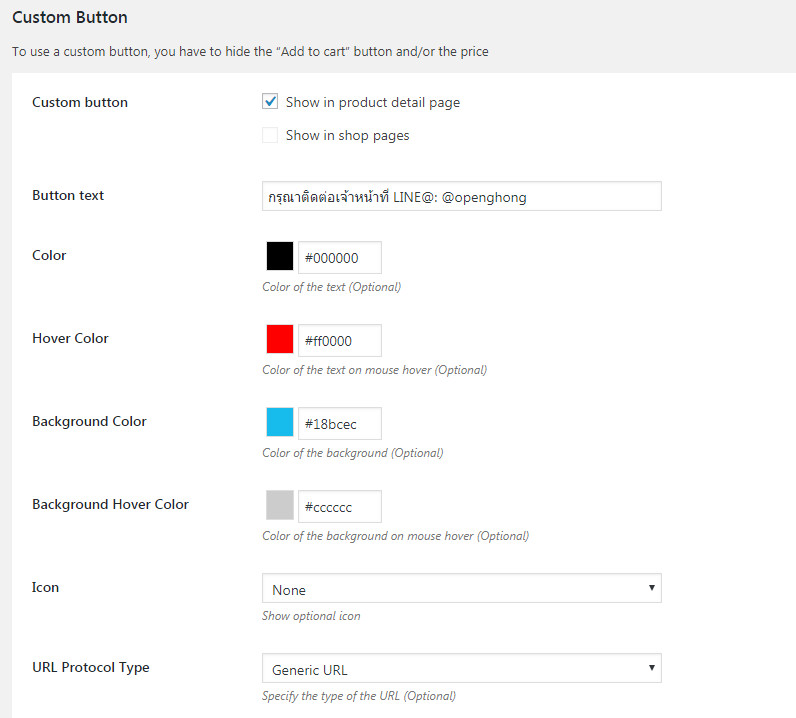 Custom Button
To use a custom button, you have to hide the “Add to cart” button and/or the price
Custom button
Show in product detail page
Show in shop pages
Button text
กรุณาติดต่อเจ้าหน้าที่ LINE@: @openghong
Color
#000000
Color of the text (Optional)
Hover Color
#ff0000
Color of the text on mouse hover (Optional)
Background Color
#18bcec
Color of the background (Optional)
Background Hover Color
#cccccc
Color of the background on mouse hover (Optional)
Icon
None
Show optional icon
URL Protocol Type
Generic URL
Specify the type of the URL (Optional)